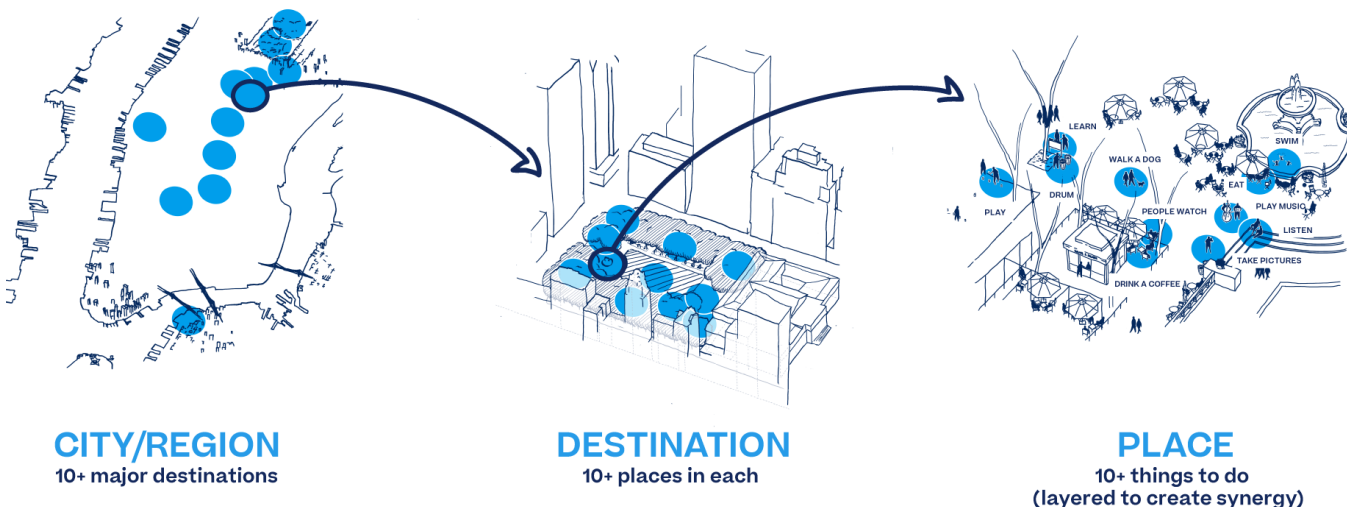 LEARN
SWIM
WALK A DOG
EAT
PLAY
DRUM
PEOPLE WATCH
PLAY MUSIC
LISTEN
TAKE PICTURES
DRINK A COFFEE
CITY/REGION
10+ major destinations
DESTINATION
10+ places in each
PLACE
10+ things to do
(layered to create synergy)